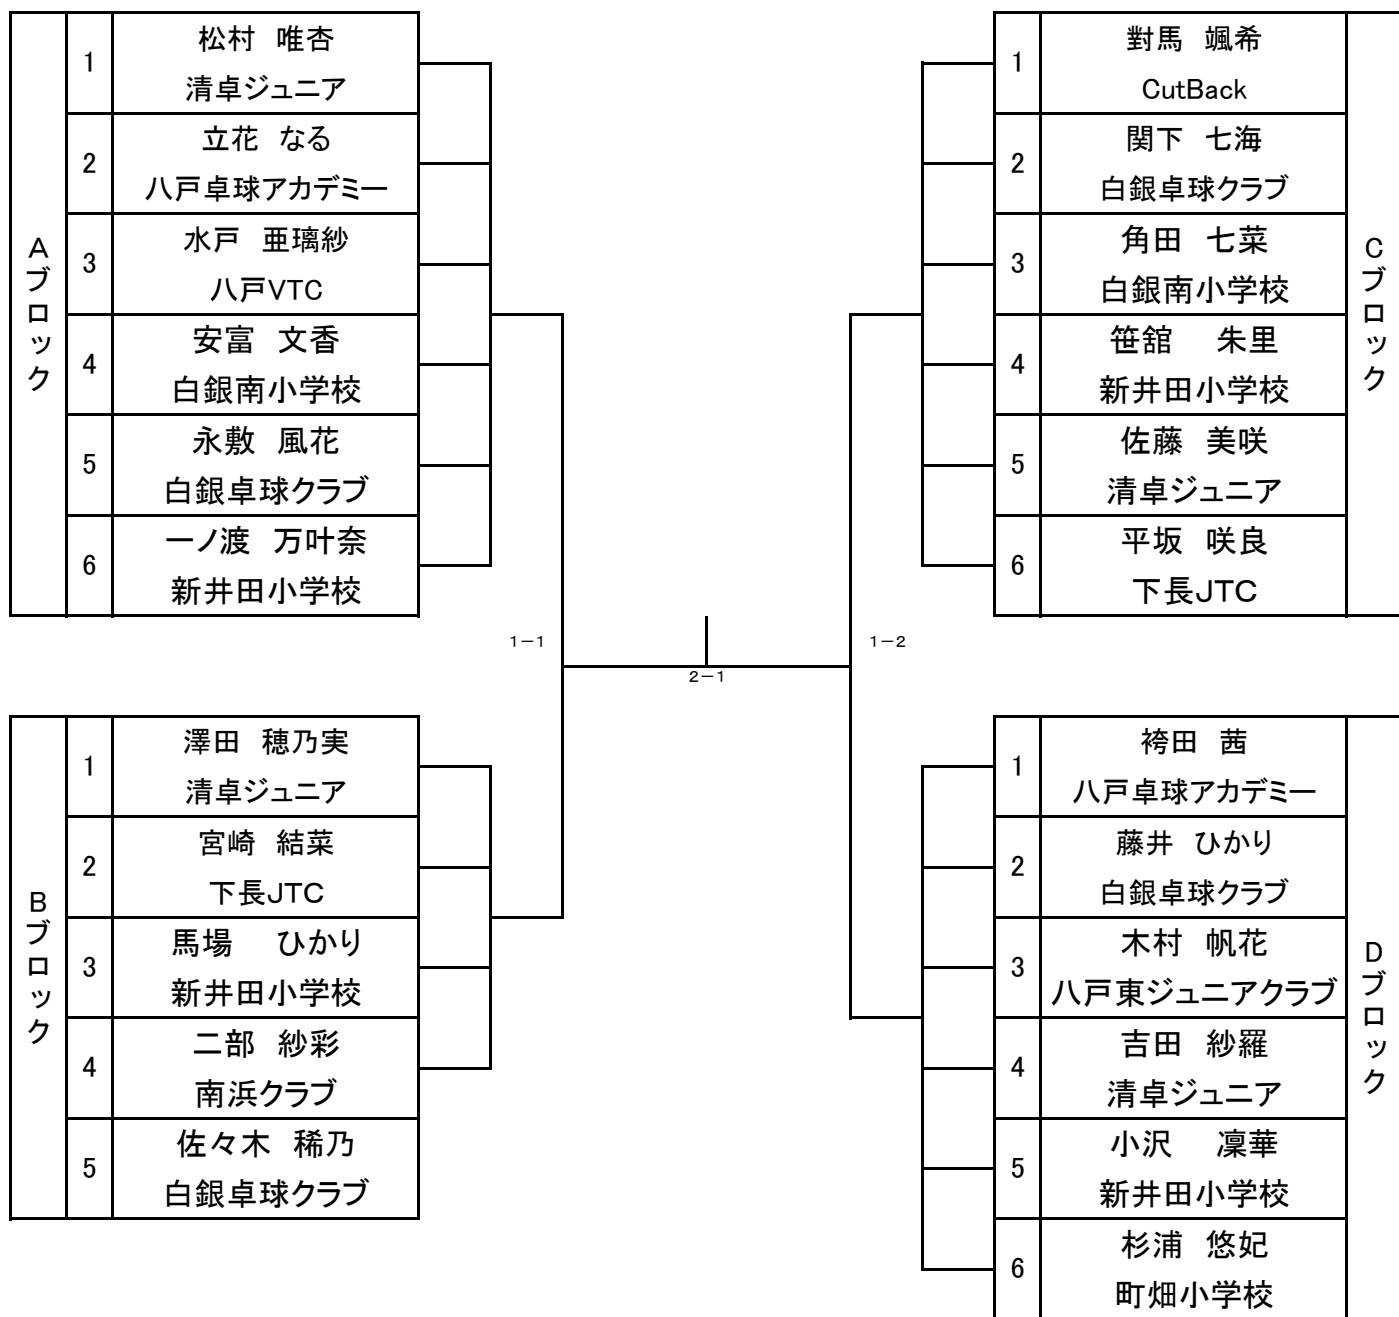 Aブロック
1
松村 唯杏
清卓ジュニア
2
立花 なる
八戸卓球アカデミー
3
水戸 亜璃紗
八戸VTC
4
安富 文香
白銀南小学校
5
永敷 風花
白銀卓球クラブ
6
一ノ渡 万叶奈
新井田小学校
Bブロック
1
澤田 穂乃実
清卓ジュニア
2
宮崎 結菜
下長JTC
3
馬場 ひかり
新井田小学校
4
二部 紗彩
南浜クラブ
5
佐々木 稀乃
白銀卓球クラブ
1-1
2-1
1-2
Cブロック
1
對馬 颯希
CutBack
2
関下 七海
白銀卓球クラブ
3
角田 七菜
白銀南小学校
4
笹舘 朱里
新井田小学校
5
佐藤 美咲
清卓ジュニア
6
平坂 咲良
下長JTC
Dブロック
1
袴田 茜
八戸卓球アカデミー
2
藤井 ひかり
白銀卓球クラブ
3
木村 帆花
八戸東ジュニアクラブ
4
吉田 紗羅
清卓ジュニア
5
小沢 凜華
新井田小学校
6
杉浦 悠妃
町畑小学校